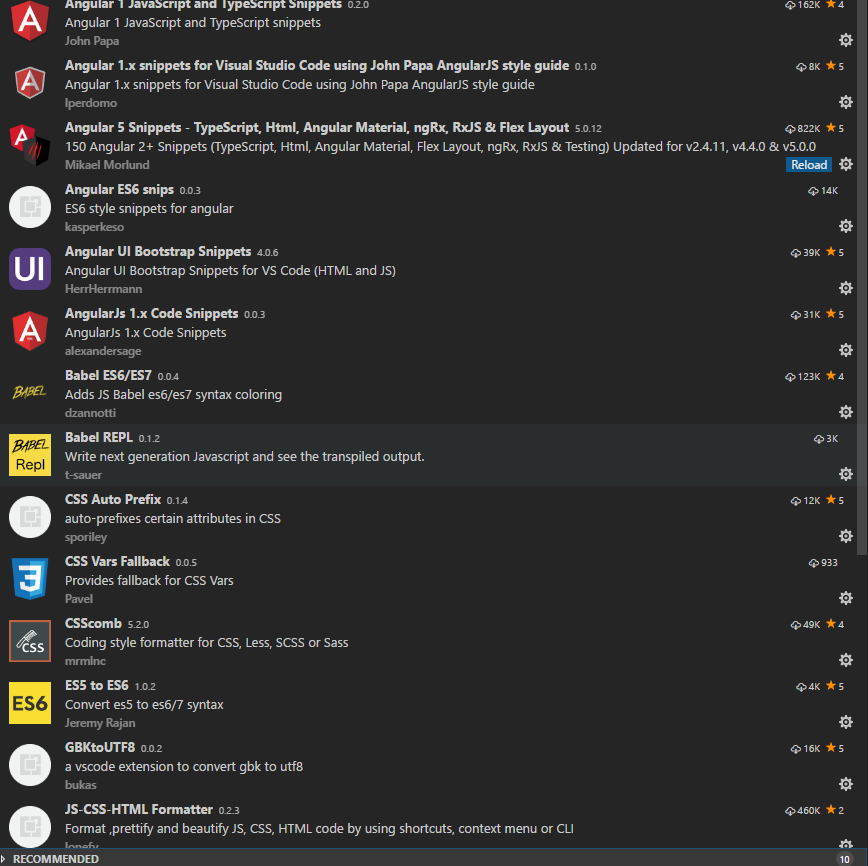 Angular 1 JavaScript and TypeScript Snippets 0.2.0 162K 4
Angular 1 JavaScript and TypeScript snippets
John Papa
Angular 1.x snippets for Visual Studio Code using John Papa AngularJS style guide 0.1.0 8K 5
Angular 1.x snippets for Visual Studio Code using John Papa AngularJS style guide
lperdomo
Angular 5 Snippets - TypeScript, Html, Angular Material, ngRx, RxJS & Flex Layout 5.0.12 822K 5
150 Angular 2+ Snippets (TypeScript, Html, Angular Material, Flex Layout, ngRx, RxJS & Testing) Updated for v2.4.11, v4.4.0 & v5.0.0
Mikael Morlund Reload
Angular ES6 snips 0.0.3 14K
ES6 style snippets for angular
kasperkeso
UI
Angular UI Bootstrap Snippets 4.0.6 39K 5
Angular UI Bootstrap Snippets for VS Code (HTML and JS)
HerrHerrmann
AngularJs 1.x Code Snippets 0.0.3 31K 5
AngularJs 1.x Code Snippets
alexandersage
BABEL
Babel ES6/ES7 0.0.4 123K 4
Adds JS Babel es6/es7 syntax coloring
dzannotti
BABEL
Repl
Babel REPL 0.1.2 3K
Write next generation Javascript and see the transpiled output.
t-sauer
CSS Auto Prefix 0.1.4 12K 5
auto-prefixes certain attributes in CSS
sporiley
CSS Vars Fallback 0.0.5 933
Provides fallback for CSS Vars
Pavel
CSS
CSScomb 5.2.0 49K 4
Coding style formatter for CSS, Less, SCSS or Sass
mrmlnc
ES6
ES5 to ES6 1.0.2 4K 5
Convert es5 to es6/7 syntax
Jeremy Rajan
GBKtoUTF8 0.0.2 16K 5
a vscode extension to convert gbk to utf8
bukas
JS-CSS-HTML Formatter 0.2.3 460K 2
Format ,prettify and beautify JS, CSS, HTML code by using shortcuts, context menu or CLI
lonefy
RECOMMENDED 10